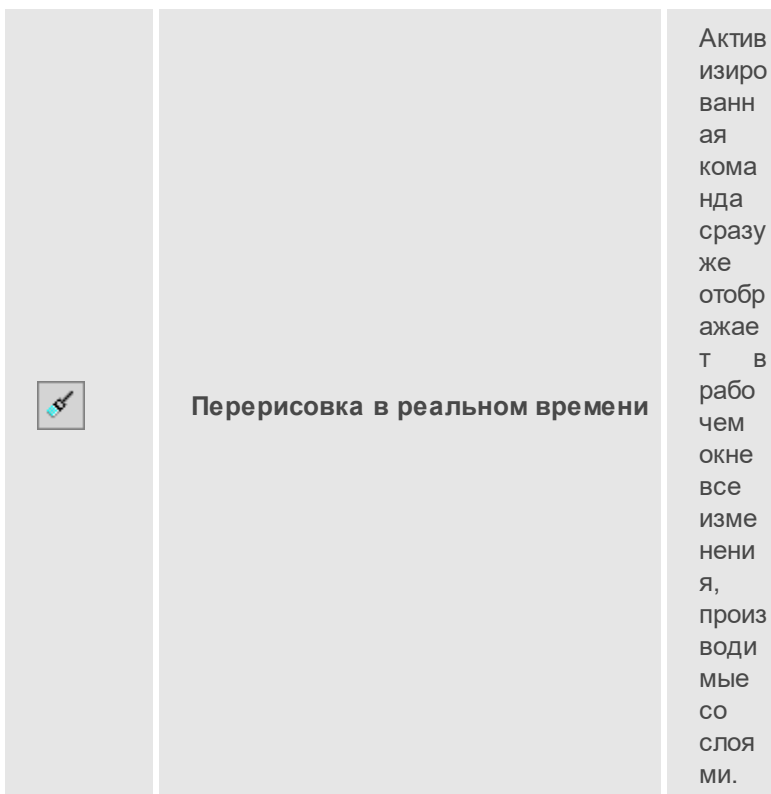 Перерисовка в реальном времени
Актив
изиро
ванн
ая
кома
нда
сразу
же
отобр
ажае
т в
рабо
чем
окне
все
изме
нени
я,
произ
води
мые
со
слоя
ми.